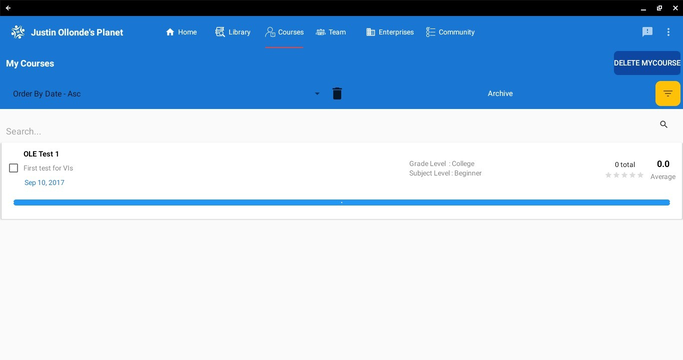 Justin Ollonde's Planet
Home
Library
Courses
Team
Enterprises
Community
My Courses
DELETE MYCOURSE
Order By Date - Asc
Archive
Search...
OLE Test 1
First test for VIs
Sep 10, 2017
Grade Level : College
Subject Level : Beginner
0 total
0.0
Average